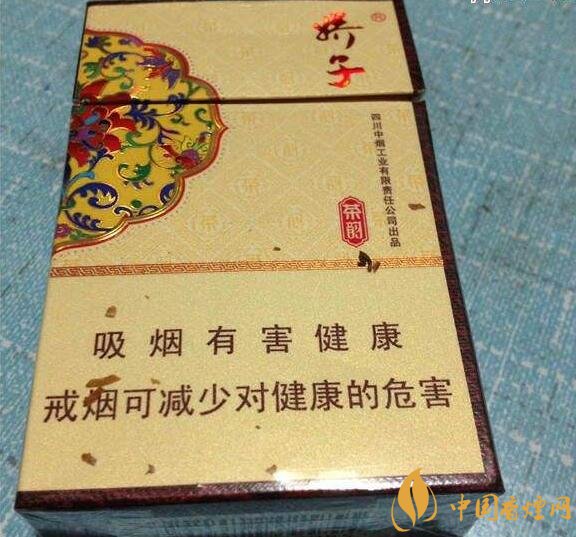 娇子®
四川中烟工业有限责任公司出品
茶韵
吸烟有害健康
戒烟可减少对健康的危害
中国香烟网